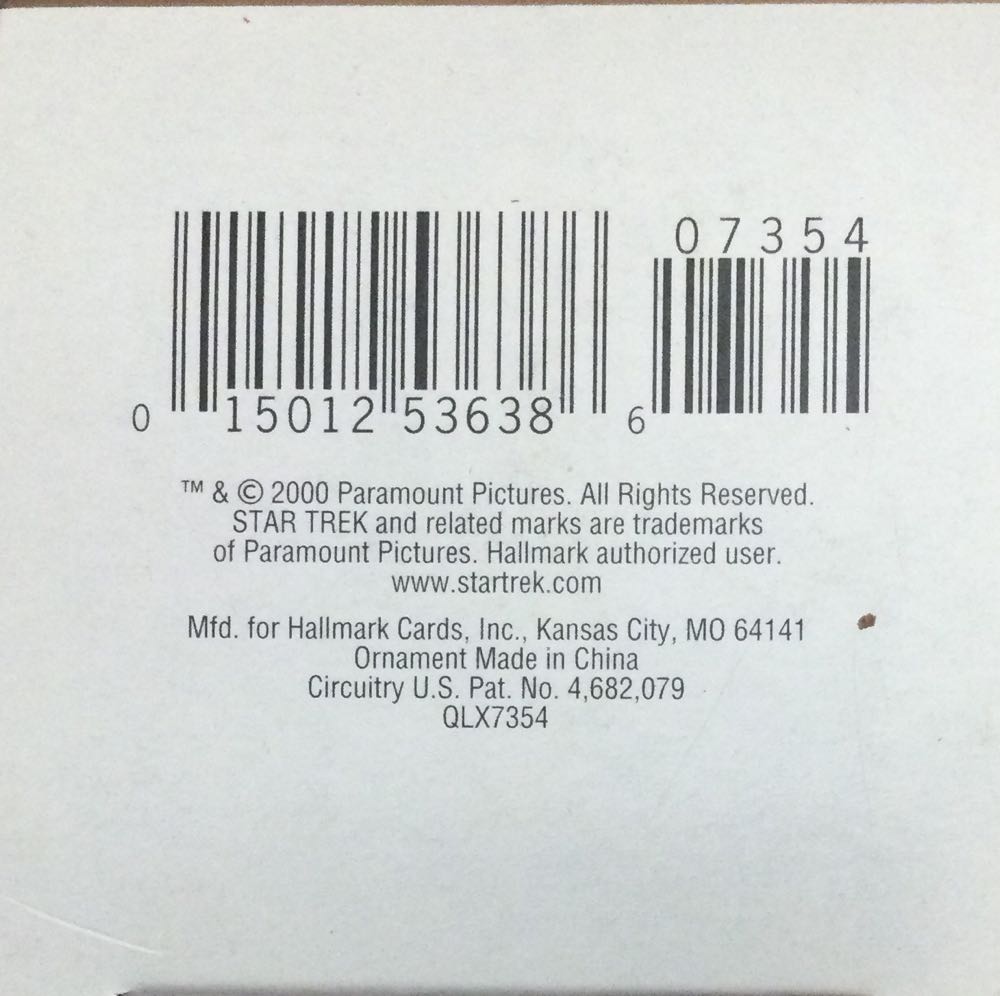 07354
0 15012 53638 6
™ & © 2000 Paramount Pictures. All Rights Reserved.
STAR TREK and related marks are trademarks
of Paramount Pictures. Hallmark authorized user.
www.startrek.com
Mfd. for Hallmark Cards, Inc., Kansas City, MO 64141
Ornament Made in China
Circuitry U.S. Pat. No. 4,682,079
QLX7354